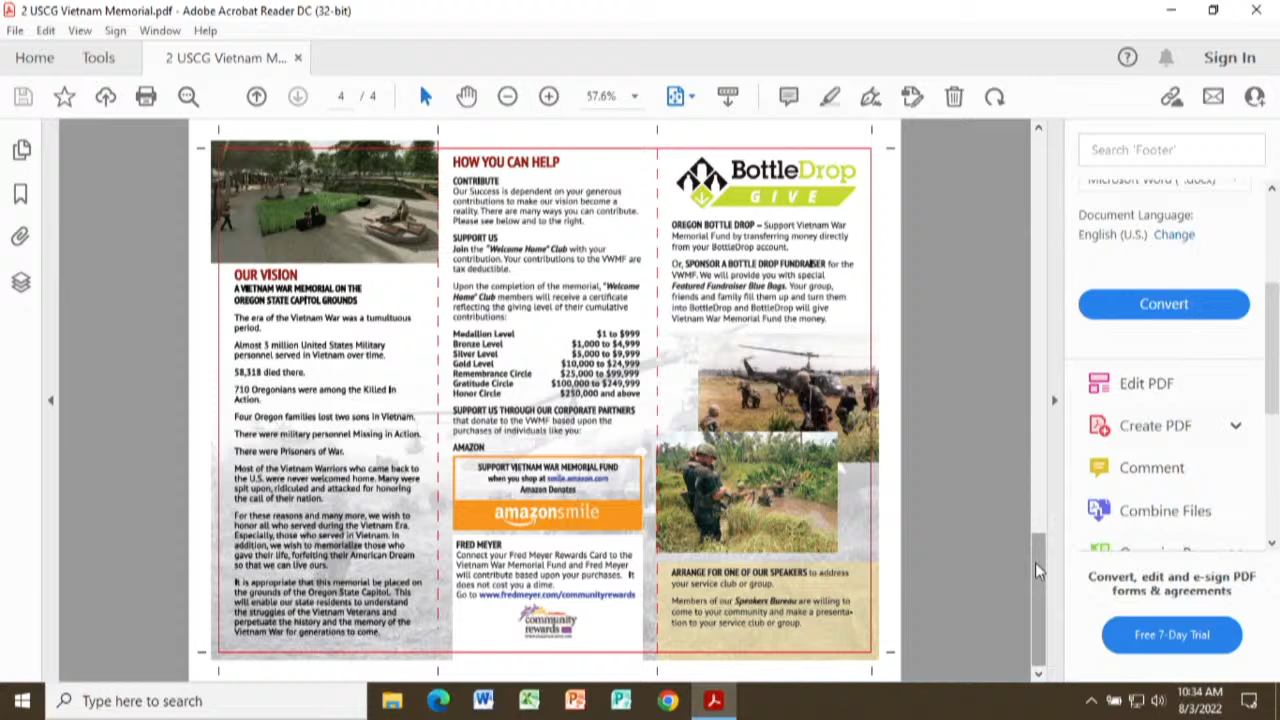 2 USCG Vietnam Memorial.pdf - Adobe Acrobat Reader DC (32-bit)
File Edit View Sign Window Help
Home Tools 2 USCG Vietnam M... × Sign In
4 / 4 57.6%
OUR VISION
A VIETNAM WAR MEMORIAL ON THE
OREGON STATE CAPITOL GROUNDS
The era of the Vietnam War was a tumultuous
period.
Almost 3 million United States Military
personnel served in Vietnam over time.
58,318 died there.
710 Oregonians were among the Killed In
Action.
Four Oregon families lost two sons in Vietnam.
There were military personnel Missing in Action.
There were Prisoners of War.
Most of the Vietnam Warriors who came back to
the U.S. were never welcomed home. Many were
spit upon, ridiculed and attacked for honoring
the call of their nation.
For these reasons and many more, we wish to
honor all who served during the Vietnam Era.
Especially, those who served in Vietnam. In
addition, we wish to memorialize those who
gave their life, forfeiting their American Dream
so that we can live ours.
It is appropriate that this memorial be placed on
the grounds of the Oregon State Capitol. This
will enable our state residents to understand
the struggles of the Vietnam Veterans and
perpetuate the history and the memory of the
Vietnam War for generations to come.
HOW YOU CAN HELP
CONTRIBUTE
Our Success is dependent on your generous
contributions to make our vision become a
reality. There are many ways you can contribute.
Please see below and to the right.
SUPPORT US
Join the "Welcome Home" Club with your
contribution. Your contributions to the VWMF are
tax deductible.
Upon the completion of the memorial, "Welcome
Home" Club members will receive a certificate
reflecting the giving level of their cumulative
contributions:
Medallion Level $1 to $999
Bronze Level $1,000 to $4,999
Silver Level $5,000 to $9,999
Gold Level $10,000 to $24,999
Remembrance Circle $25,000 to $99,999
Gratitude Circle $100,000 to $249,999
Honor Circle $250,000 and above
SUPPORT US THROUGH OUR CORPORATE PARTNERS
that donate to the VWMF based upon the
purchases of individuals like you:
AMAZON
SUPPORT VIETNAM WAR MEMORIAL FUND
when you shop at smile.amazon.com
Amazon Donates
amazonsmile
FRED MEYER
Connect your Fred Meyer Rewards Card to the
Vietnam War Memorial Fund and Fred Meyer
will contribute based upon your purchases. It
does not cost you a dime.
Go to www.fredmeyer.com/communityrewards
community
rewards
BottleDrop
GIVE
OREGON BOTTLE DROP – Support Vietnam War
Memorial Fund by transferring money directly
from your BottleDrop account.
Or, SPONSOR A BOTTLE DROP FUNDRAISER for the
VWMF. We will provide you with special
Featured Fundraiser Blue Bags. Your group,
friends and family fill them up and turn them
into BottleDrop and BottleDrop will give
Vietnam War Memorial Fund the money.
ARRANGE FOR ONE OF OUR SPEAKERS to address
your service club or group.
Members of our Speakers Bureau are willing to
come to your community and make a presenta-
tion to your service club or group.
Search 'Footer'
Microsoft Word (*.docx)
Document Language:
English (U.S.) Change
Convert
Edit PDF
Create PDF
Comment
Combine Files
Convert, edit and e-sign PDF
forms & agreements
Free 7-Day Trial
Type here to search
10:34 AM
8/3/2022